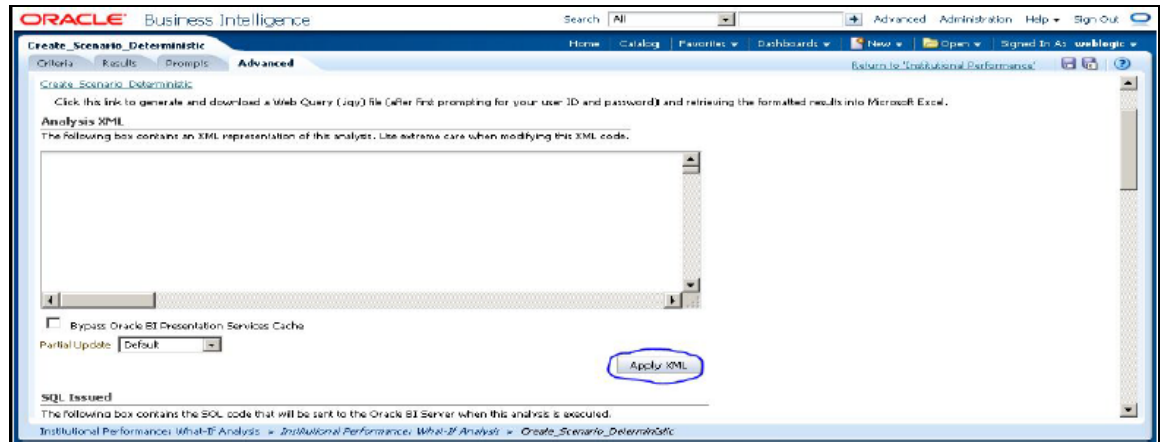 ORACLE Business Intelligence Search All Advanced Administration Help Sign Out
Create_Scenario_Deterministic Home Catalog Favorites Dashboards New Open Signed In As weblogic
Criteria Results Prompts Advanced Return to 'Institutional Performance'
Create_Scenario_Deterministic
Click this link to generate and download a Web Query (.iqy) file (after first prompting for your user ID and password) and retrieving the formatted results into Microsoft Excel.
Analysis XML
The following box contains an XML representation of this analysis. Use extreme care when modifying this XML code.
Bypass Oracle BI Presentation Services Cache
Partial Update Default
Apply XML
SQL Issued
The following box contains the SQL code that will be sent to the Oracle BI Server when this analysis is executed.
Institutional Performance: What-If Analysis > Institutional Performance: What-If Analysis > Create_Scenario_Deterministic